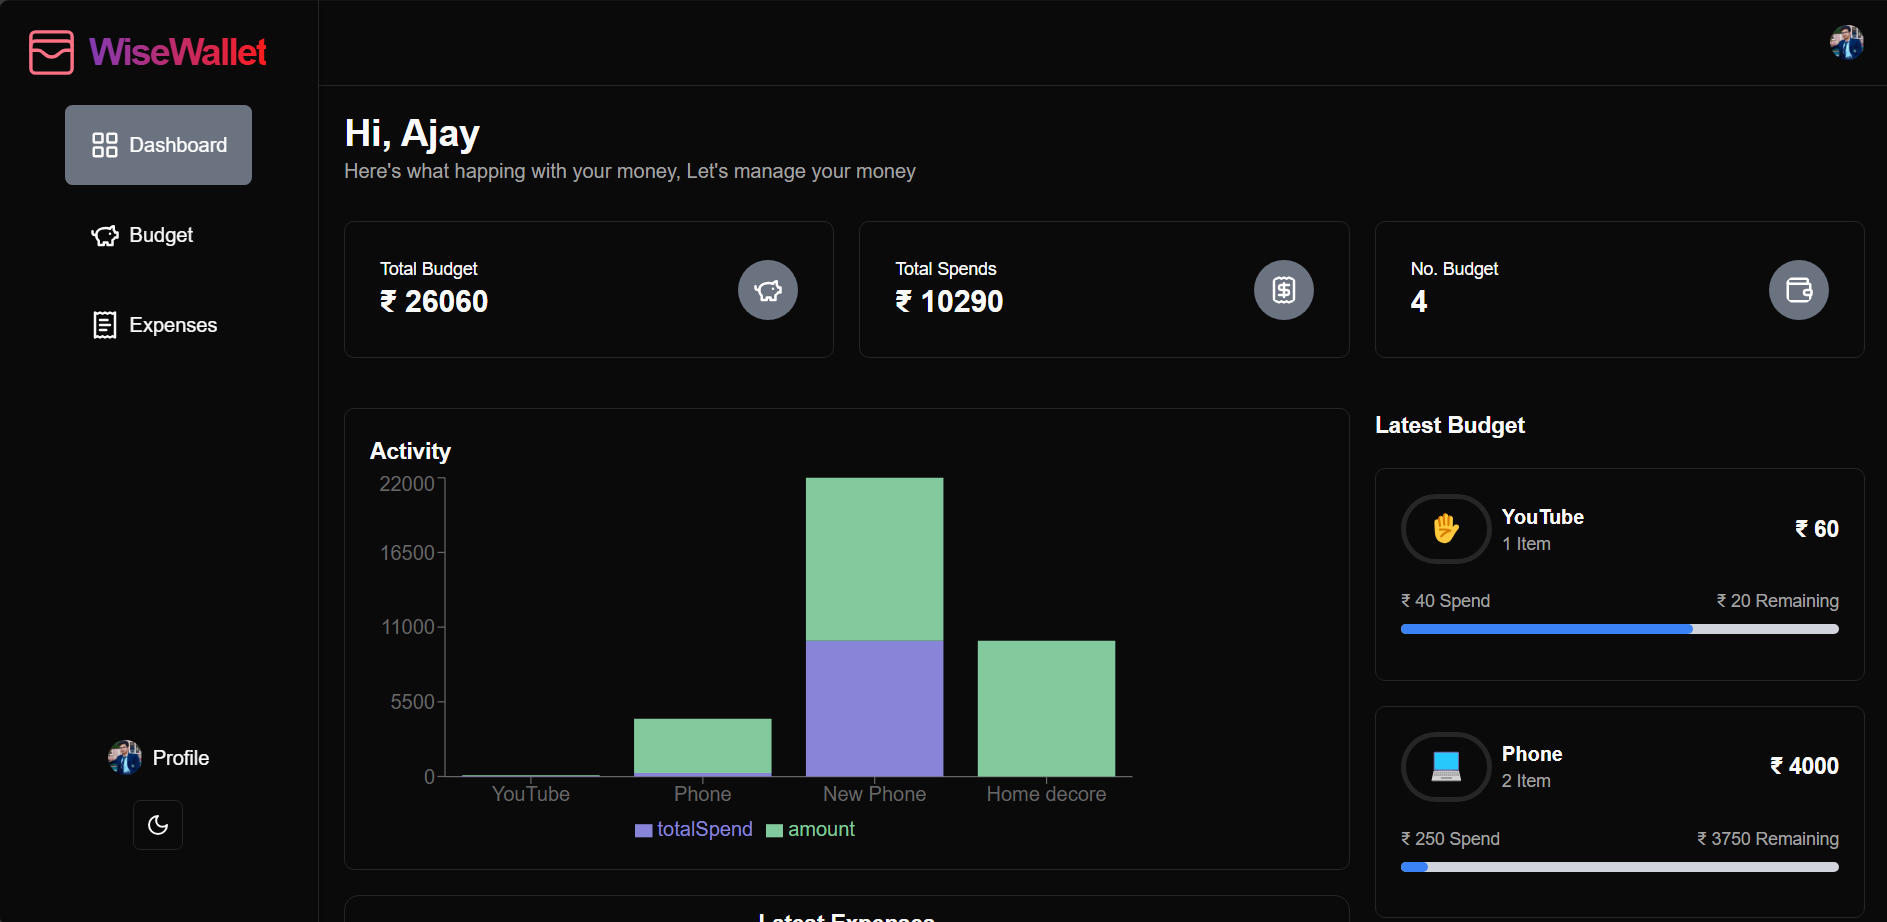 WiseWallet
Dashboard
Budget
Expenses
Profile
Hi, Ajay
Here's what happing with your money, Let's manage your money
Total Budget
₹ 26060
Total Spends
₹ 10290
No. Budget
4
Activity
22000
16500
11000
5500
0
YouTube
Phone
New Phone
Home decore
totalSpend
amount
Latest Expenses
Latest Budget
YouTube
1 Item
₹ 60
₹ 40 Spend
₹ 20 Remaining
Phone
2 Item
₹ 4000
₹ 250 Spend
₹ 3750 Remaining